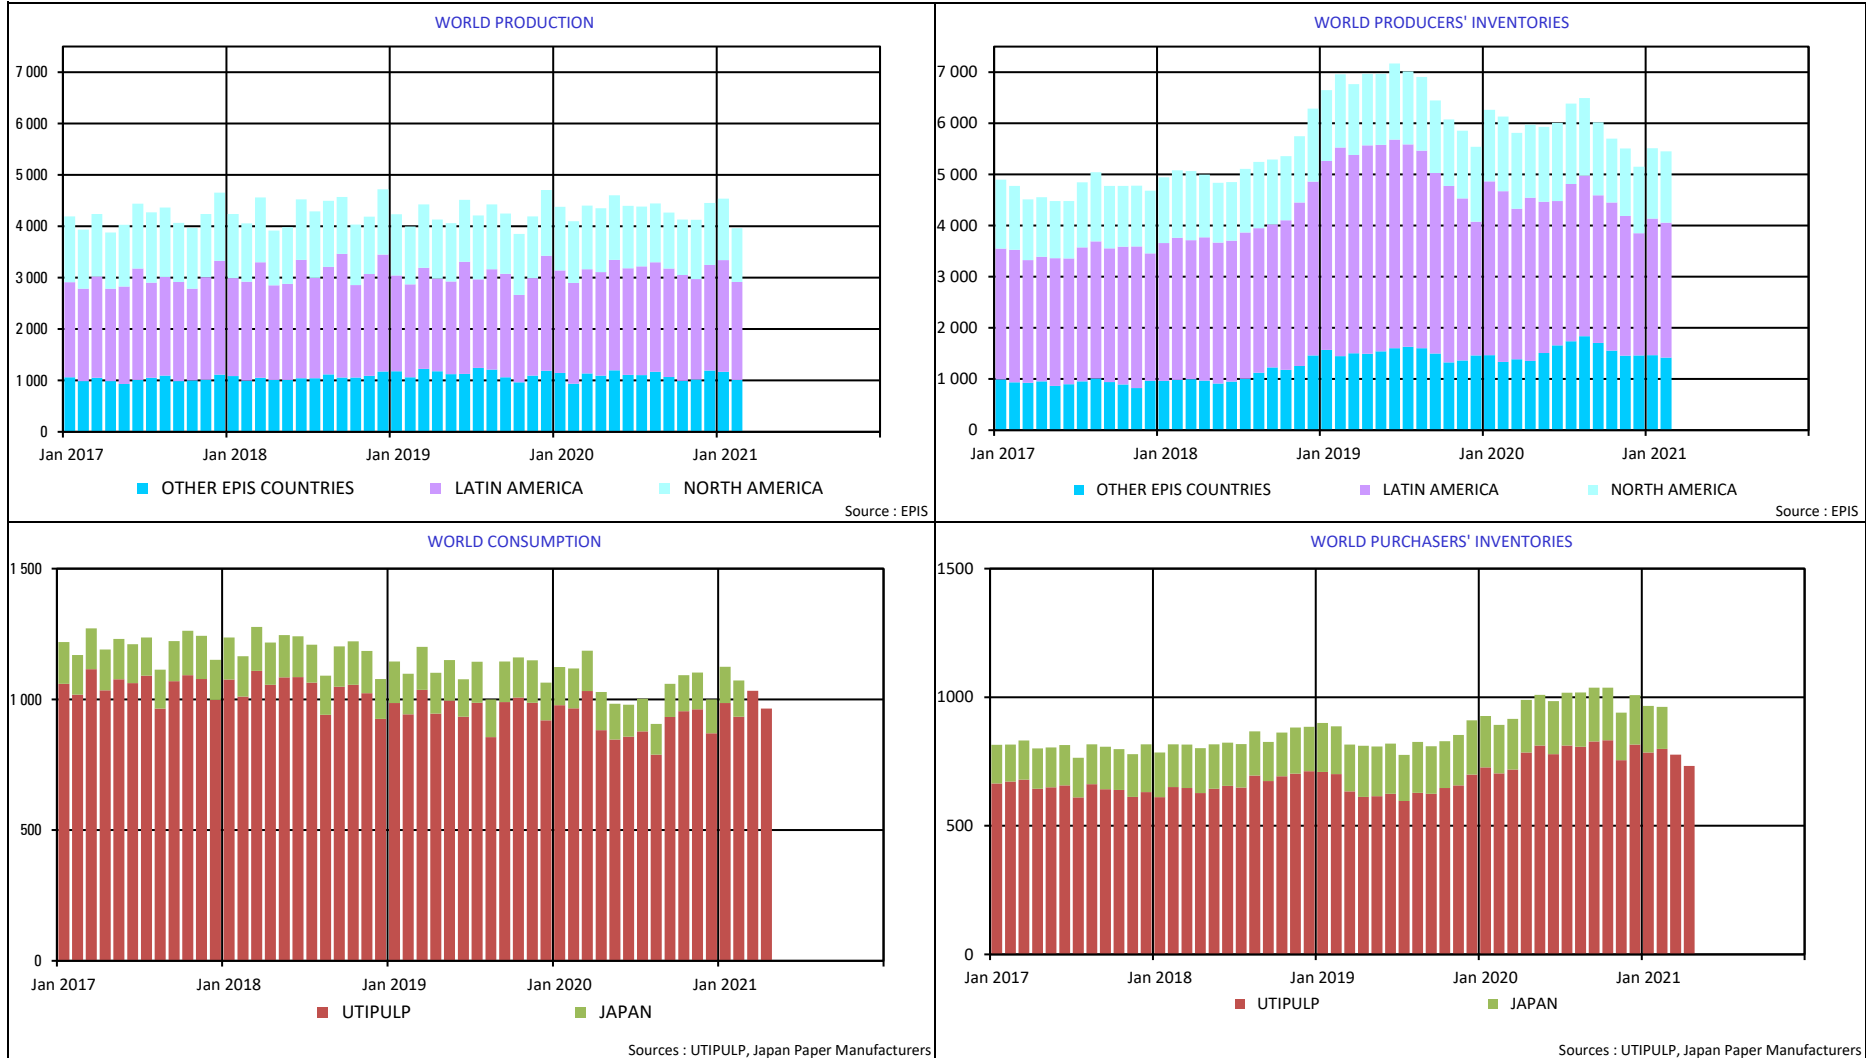 WORLD PRODUCTION
7 000
6 000
5 000
4 000
3 000
2 000
1 000
0
Jan 2017 Jan 2018 Jan 2019 Jan 2020 Jan 2021
OTHER EPIS COUNTRIES LATIN AMERICA NORTH AMERICA
Source : EPIS
WORLD PRODUCERS' INVENTORIES
7 000
6 000
5 000
4 000
3 000
2 000
1 000
0
Jan 2017 Jan 2018 Jan 2019 Jan 2020 Jan 2021
OTHER EPIS COUNTRIES LATIN AMERICA NORTH AMERICA
Source : EPIS
WORLD CONSUMPTION
1 500
1 000
500
0
Jan 2017 Jan 2018 Jan 2019 Jan 2020 Jan 2021
UTIPULP JAPAN
Sources : UTIPULP, Japan Paper Manufacturers
WORLD PURCHASERS' INVENTORIES
1500
1000
500
0
Jan 2017 Jan 2018 Jan 2019 Jan 2020 Jan 2021
UTIPULP JAPAN
Sources : UTIPULP, Japan Paper Manufacturers